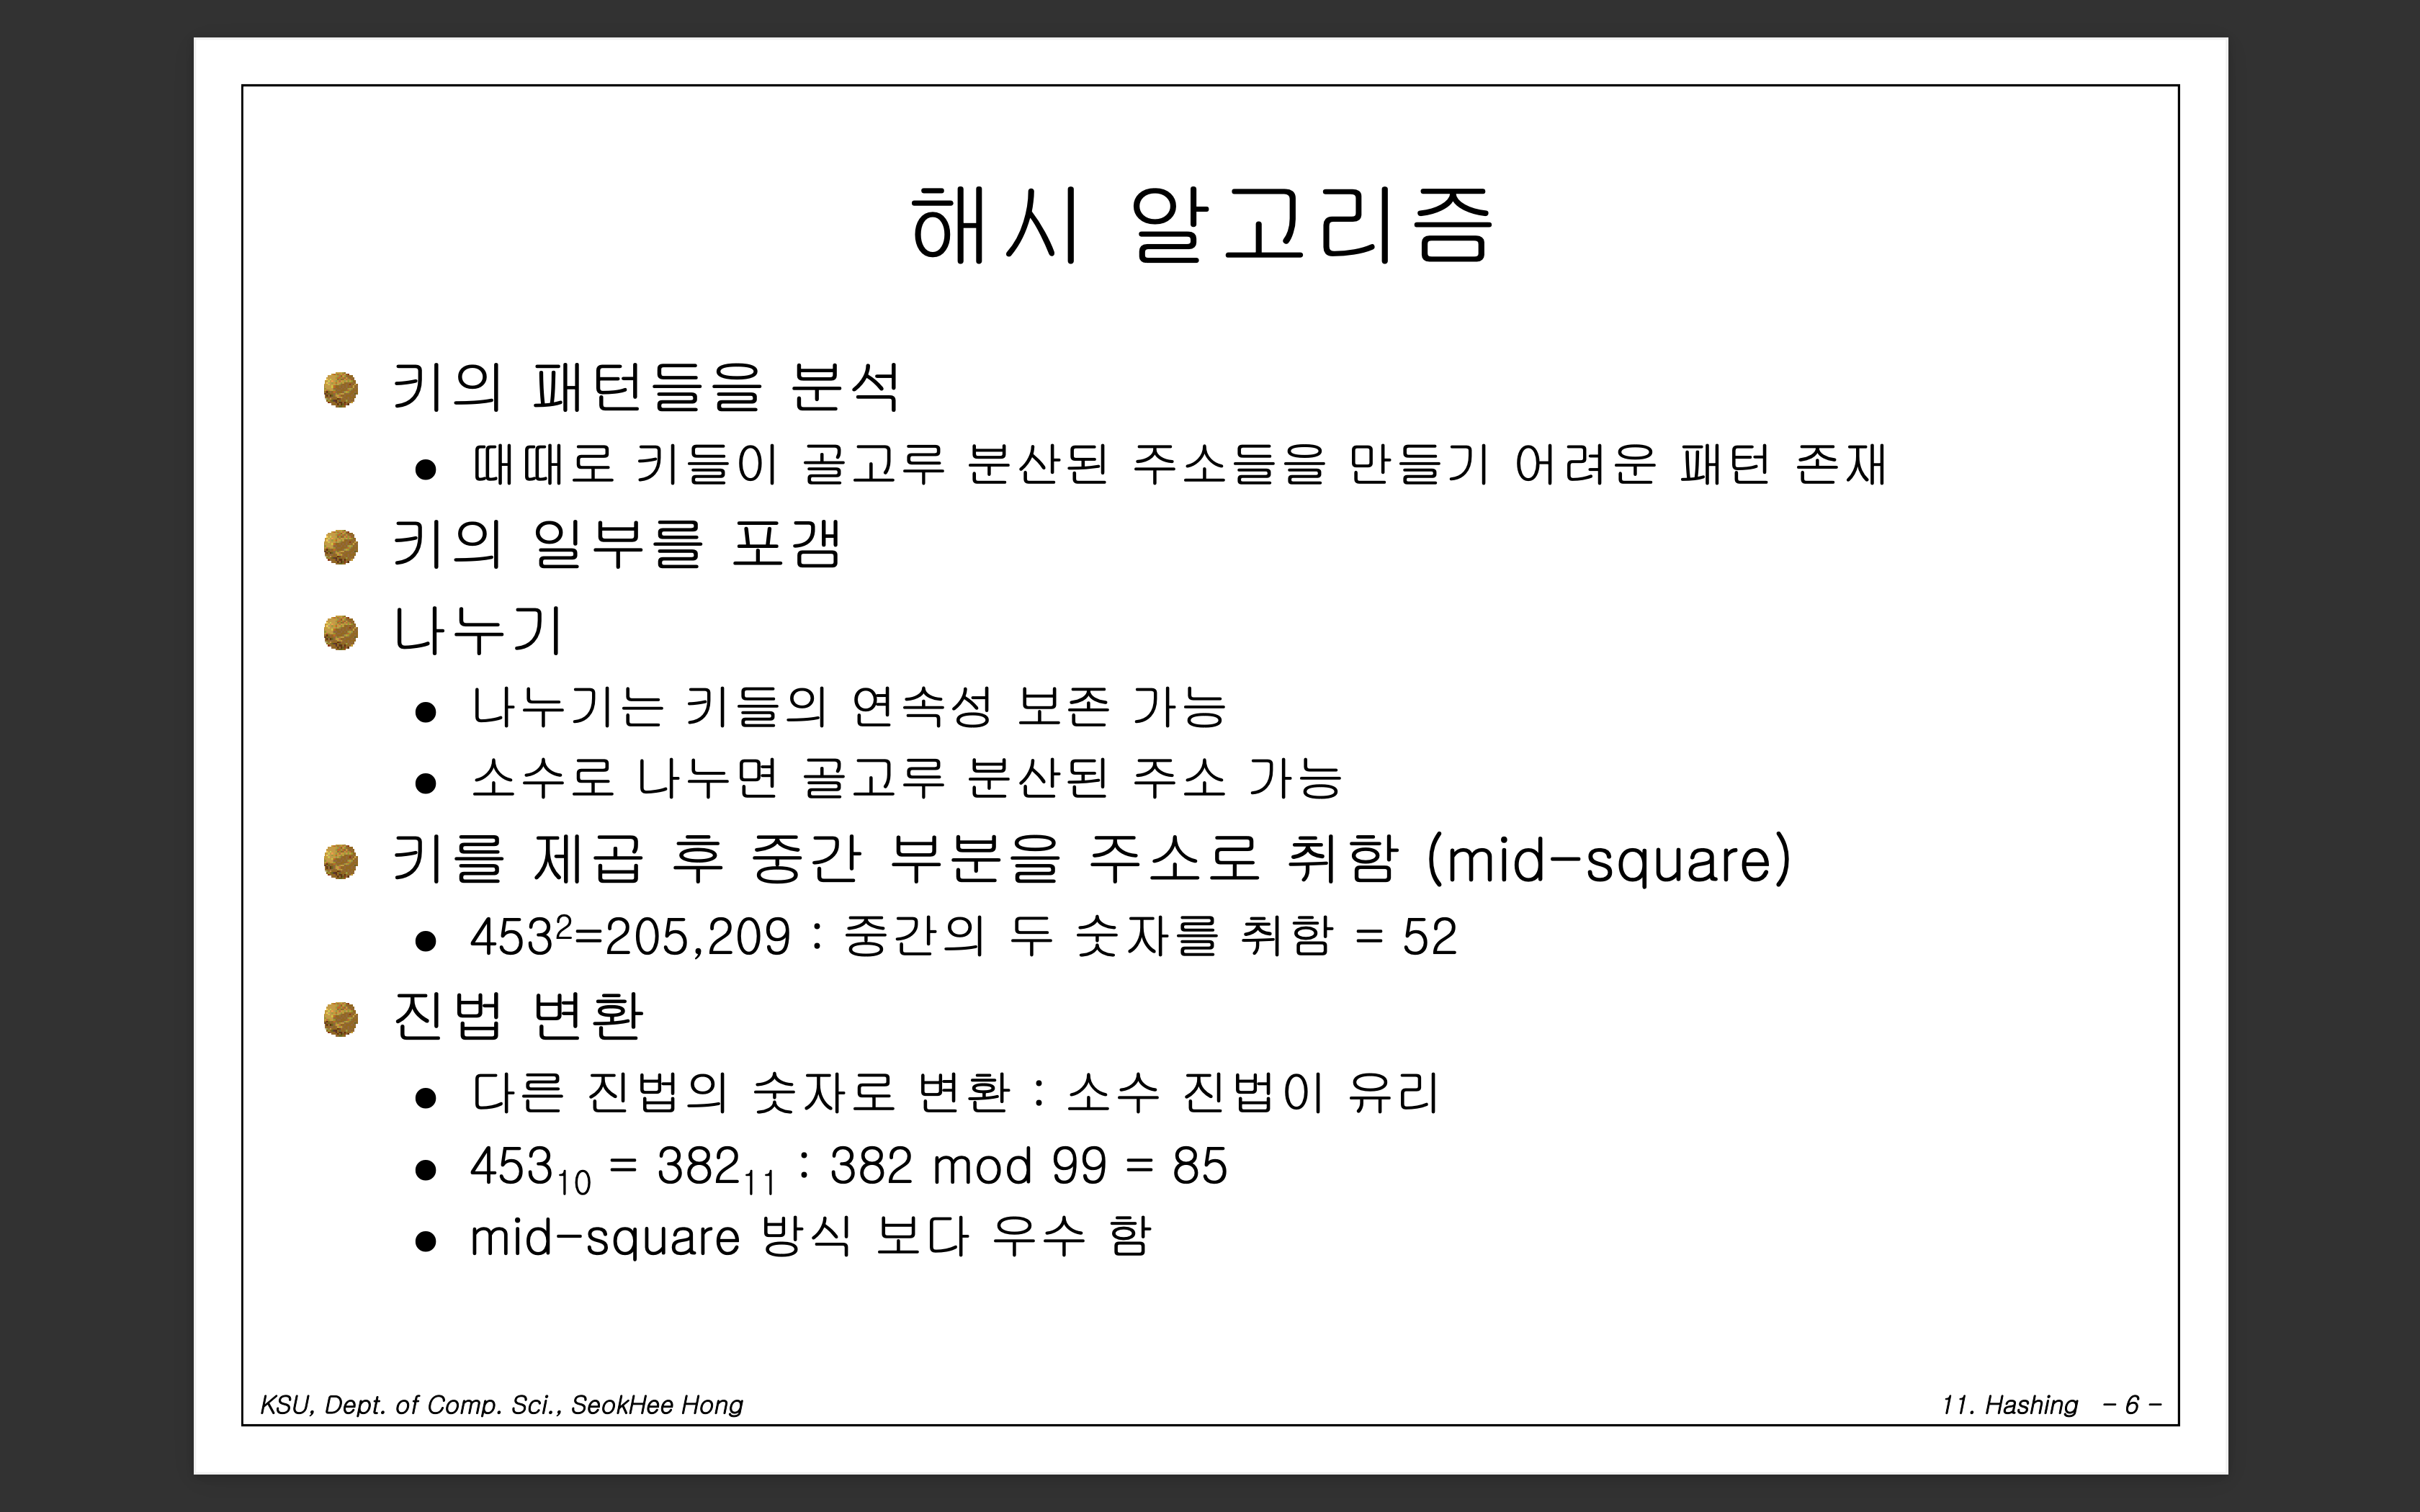 해시 알고리즘
키의 패턴들을 분석
때때로 키들이 골고루 분산된 주소들을 만들기 어려운 패턴 존재
키의 일부를 포갬
나누기
나누기는 키들의 연속성 보존 가능
소수로 나누면 골고루 분산된 주소 가능
키를 제곱 후 중간 부분을 주소로 취함 (mid-square)
453²=205,209 : 중간의 두 숫자를 취함 = 52
진법 변환
다른 진법의 숫자로 변환 : 소수 진법이 유리
453₁₀ = 382₁₁ : 382 mod 99 = 85
mid-square 방식 보다 우수 함
KSU, Dept. of Comp. Sci., SeokHee Hong
11. Hashing - 6 -